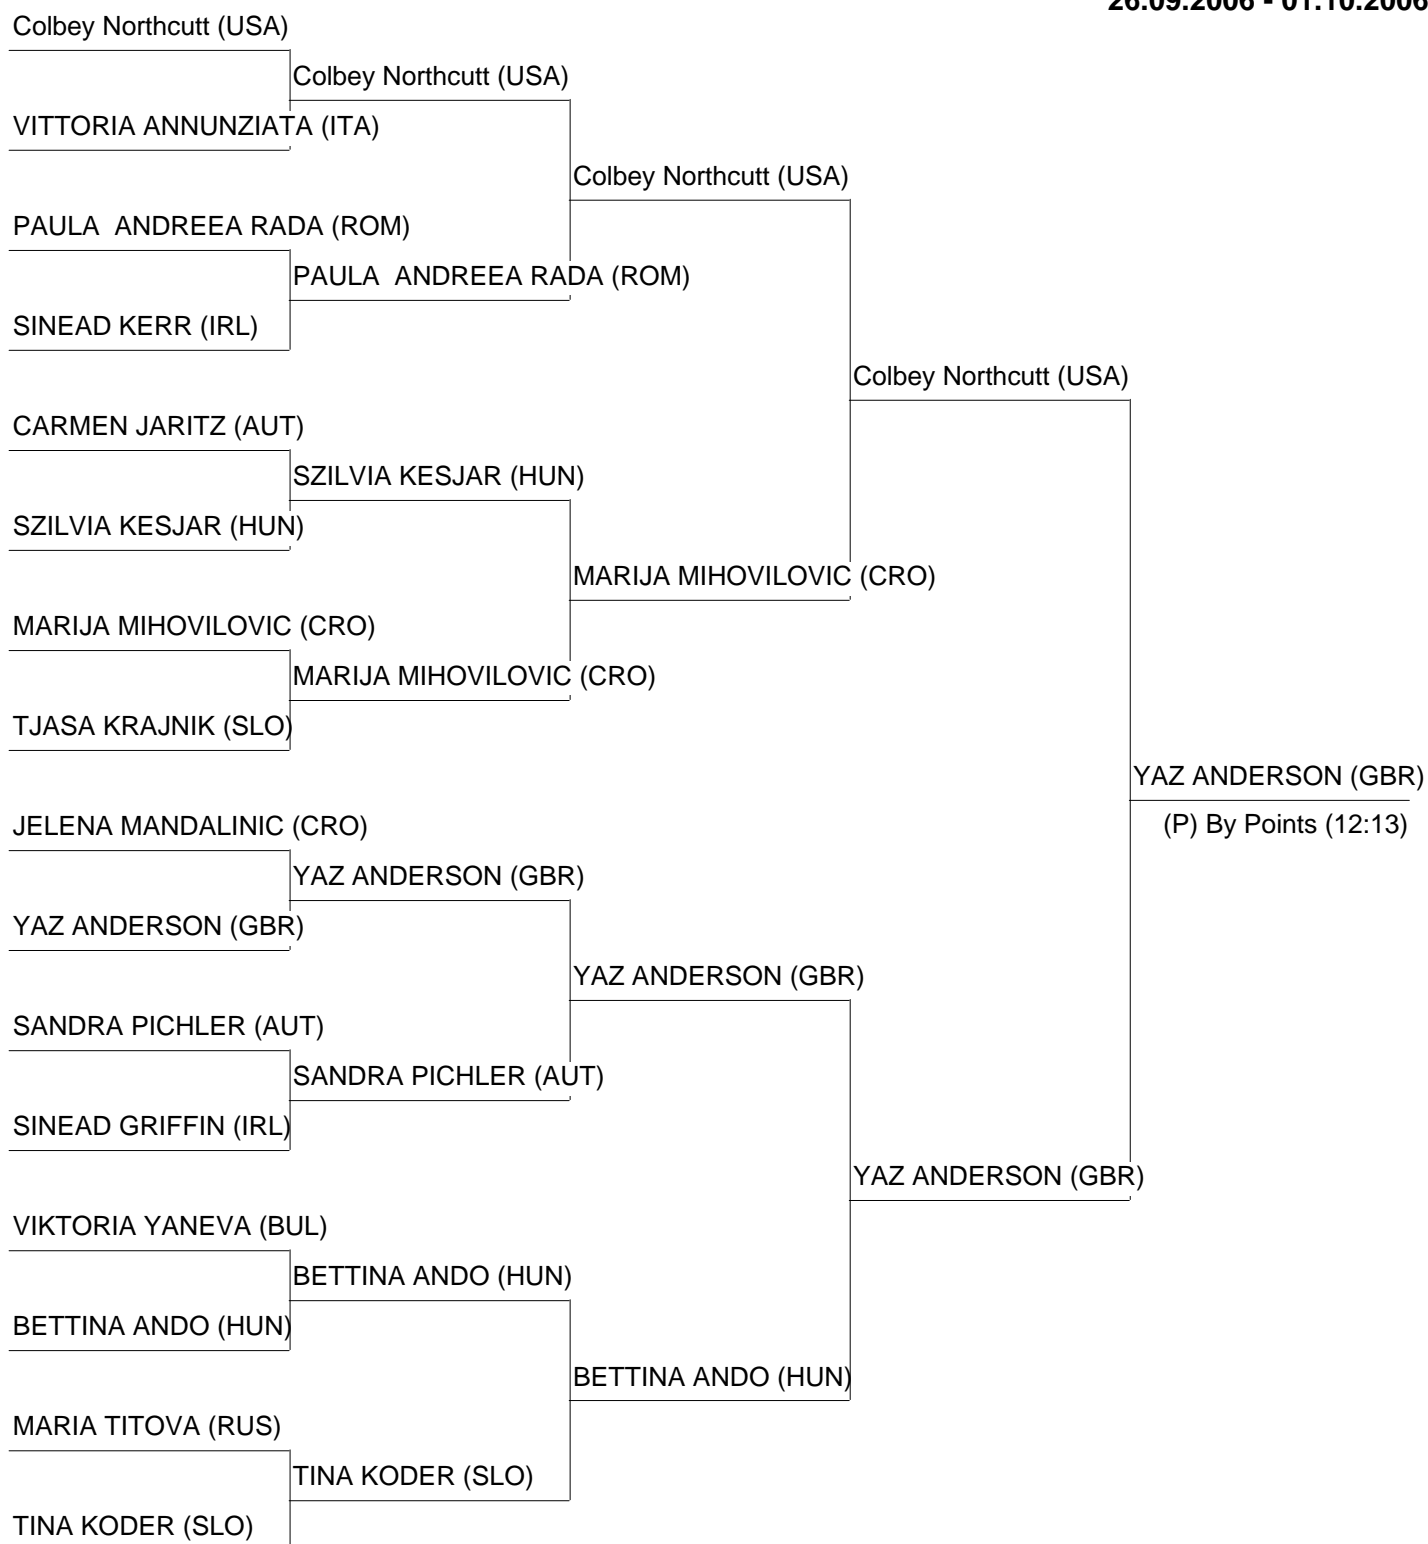 26.09.2006 - 01.10.2006
Colbey Northcutt (USA)
Colbey Northcutt (USA)
VITTORIA ANNUNZIATA (ITA)
Colbey Northcutt (USA)
PAULA  ANDREEA RADA (ROM)
PAULA  ANDREEA RADA (ROM)
SINEAD KERR (IRL)
Colbey Northcutt (USA)
CARMEN JARITZ (AUT)
SZILVIA KESJAR (HUN)
SZILVIA KESJAR (HUN)
MARIJA MIHOVILOVIC (CRO)
MARIJA MIHOVILOVIC (CRO)
MARIJA MIHOVILOVIC (CRO)
TJASA KRAJNIK (SLO)
YAZ ANDERSON (GBR)
JELENA MANDALINIC (CRO)
(P) By Points (12:13)
YAZ ANDERSON (GBR)
YAZ ANDERSON (GBR)
YAZ ANDERSON (GBR)
SANDRA PICHLER (AUT)
SANDRA PICHLER (AUT)
SINEAD GRIFFIN (IRL)
YAZ ANDERSON (GBR)
VIKTORIA YANEVA (BUL)
BETTINA ANDO (HUN)
BETTINA ANDO (HUN)
BETTINA ANDO (HUN)
MARIA TITOVA (RUS)
TINA KODER (SLO)
TINA KODER (SLO)